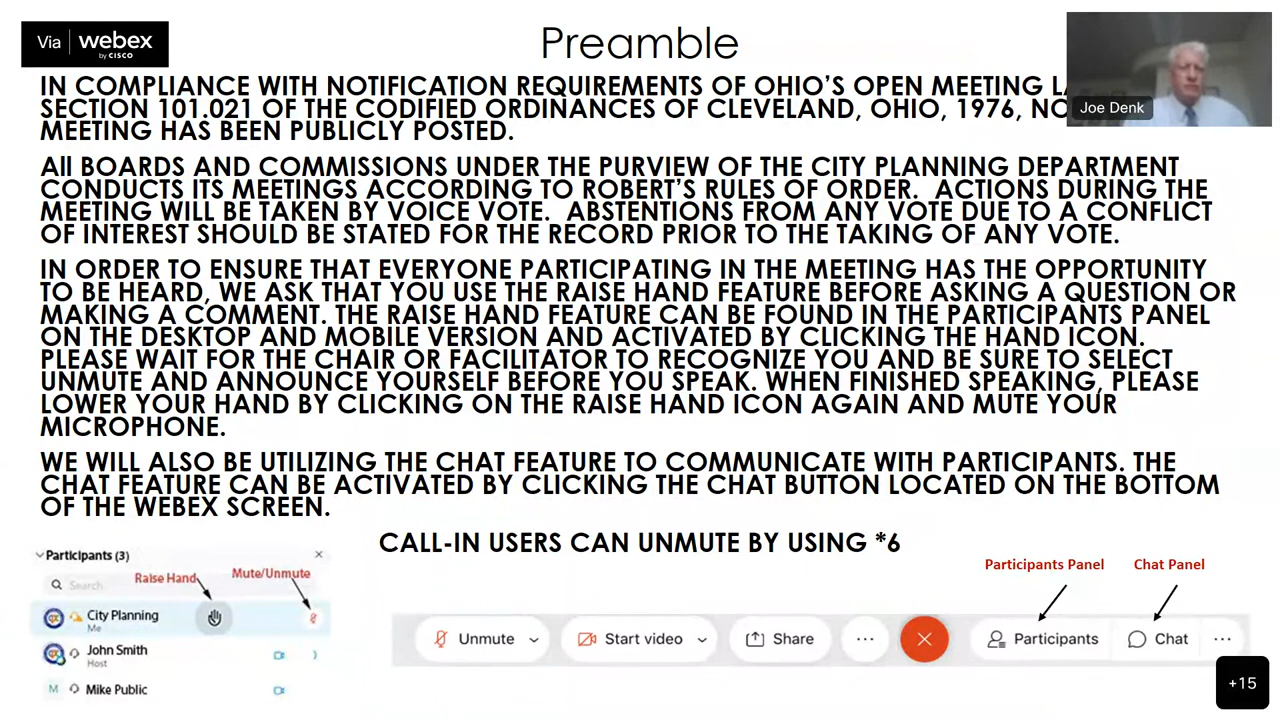 Via webex
by CISCO
Preamble
Joe Denk
IN COMPLIANCE WITH NOTIFICATION REQUIREMENTS OF OHIO’S OPEN MEETING
SECTION 101.021 OF THE CODIFIED ORDINANCES OF CLEVELAND, OHIO, 1976,
MEETING HAS BEEN PUBLICLY POSTED.
All BOARDS AND COMMISSIONS UNDER THE PURVIEW OF THE CITY PLANNING DEPARTMENT
CONDUCTS ITS MEETINGS ACCORDING TO ROBERT’S RULES OF ORDER. ACTIONS DURING THE
MEETING WILL BE TAKEN BY VOICE VOTE. ABSTENTIONS FROM ANY VOTE DUE TO A CONFLICT
OF INTEREST SHOULD BE STATED FOR THE RECORD PRIOR TO THE TAKING OF ANY VOTE.
IN ORDER TO ENSURE THAT EVERYONE PARTICIPATING IN THE MEETING HAS THE OPPORTUNITY
TO BE HEARD, WE ASK THAT YOU USE THE RAISE HAND FEATURE BEFORE ASKING A QUESTION OR
MAKING A COMMENT. THE RAISE HAND FEATURE CAN BE FOUND IN THE PARTICIPANTS PANEL
ON THE DESKTOP AND MOBILE VERSION AND ACTIVATED BY CLICKING THE HAND ICON.
PLEASE WAIT FOR THE CHAIR OR FACILITATOR TO RECOGNIZE YOU AND BE SURE TO SELECT
UNMUTE AND ANNOUNCE YOURSELF BEFORE YOU SPEAK. WHEN FINISHED SPEAKING, PLEASE
LOWER YOUR HAND BY CLICKING ON THE RAISE HAND ICON AGAIN AND MUTE YOUR
MICROPHONE.
WE WILL ALSO BE UTILIZING THE CHAT FEATURE TO COMMUNICATE WITH PARTICIPANTS. THE
CHAT FEATURE CAN BE ACTIVATED BY CLICKING THE CHAT BUTTON LOCATED ON THE BOTTOM
OF THE WEBEX SCREEN.
CALL-IN USERS CAN UNMUTE BY USING *6
Participants (3)
Search
Raise Hand
Mute/Unmute
City Planning
Me
John Smith
Host
M Mike Public
Participants Panel
Chat Panel
Unmute
Start video
Share
Participants
Chat
+15